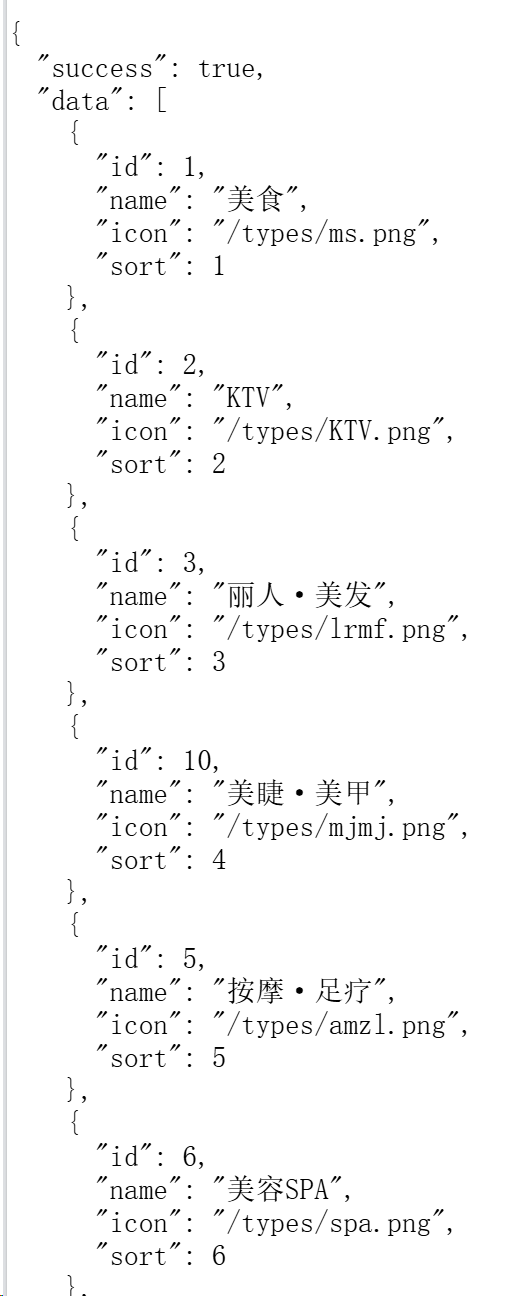 {
"success": true,
"data": [
{
"id": 1,
"name": "美食",
"icon": "/types/ms.png",
"sort": 1
},
{
"id": 2,
"name": "KTV",
"icon": "/types/KTV.png",
"sort": 2
},
{
"id": 3,
"name": "丽人·美发",
"icon": "/types/lrmf.png",
"sort": 3
},
{
"id": 10,
"name": "美睫·美甲",
"icon": "/types/mjmj.png",
"sort": 4
},
{
"id": 5,
"name": "按摩·足疗",
"icon": "/types/amzl.png",
"sort": 5
},
{
"id": 6,
"name": "美容SPA",
"icon": "/types/spa.png",
"sort": 6
},